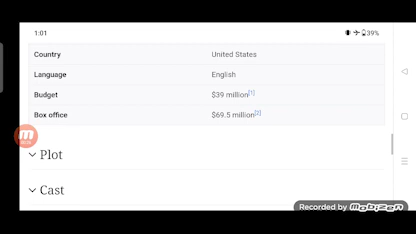 1:01 39%
Country United States
Language English
Budget $39 million[1]
Box office $69.5 million[2]
Plot
Cast
Recorded by Mobizen